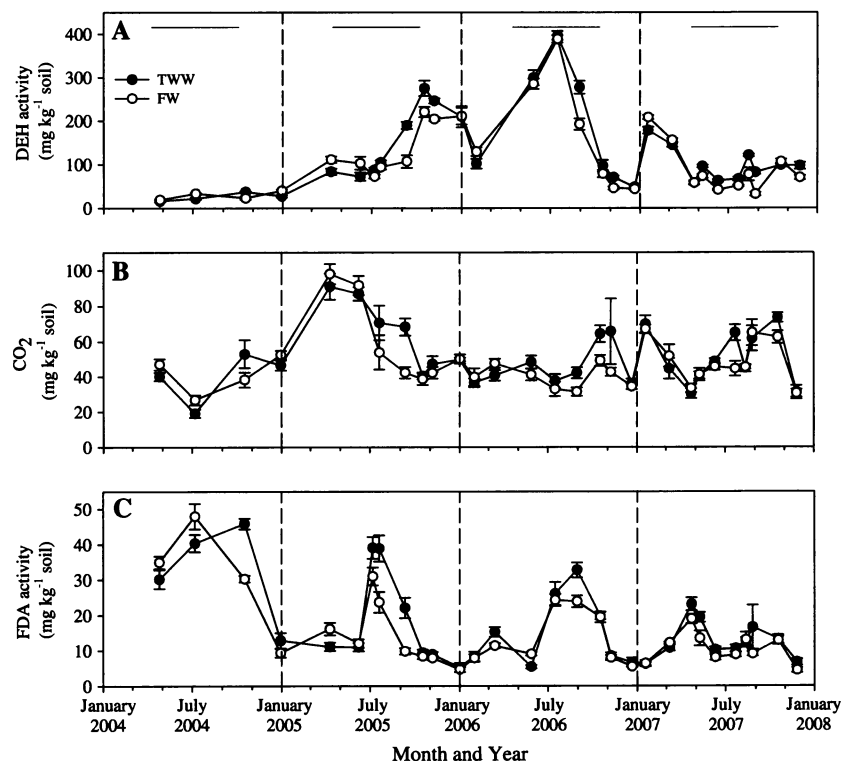 A
TWW
FW
DEH activity
(mg kg⁻¹ soil)
400
300
200
100
0
B
CO₂
(mg kg⁻¹ soil)
100
80
60
40
20
0
C
FDA activity
(mg kg⁻¹ soil)
50
40
30
20
10
0
January July January July January July January July January
2004 2004 2005 2005 2006 2006 2007 2007 2008
Month and Year